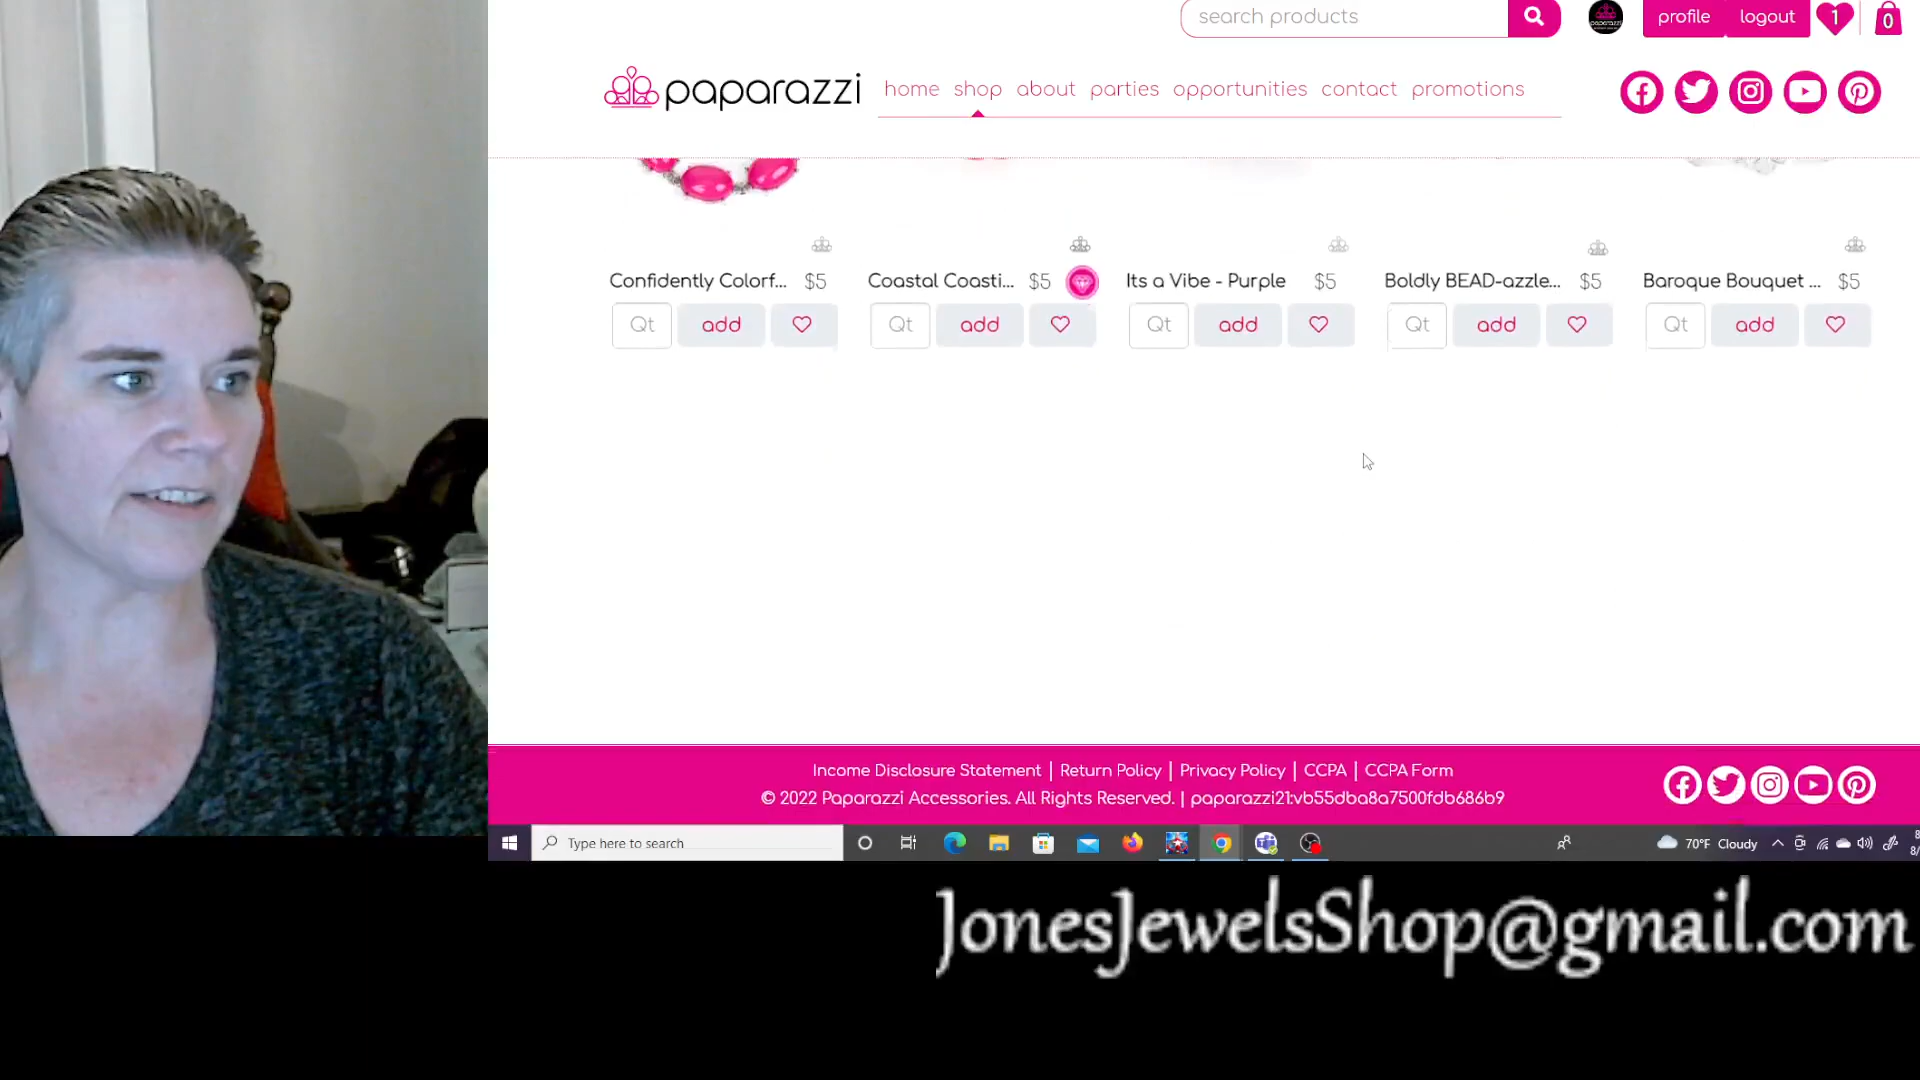 search products
profile
logout
1
0
paparazzi
home shop about parties opportunities contact promotions
Confidently Colorf... $5
Coastal Coasti... $5
Its a Vibe - Purple $5
Boldly BEAD-azzle... $5
Baroque Bouquet ... $5
Qt add
Qt add
Qt add
Qt add
Qt add
Income Disclosure Statement | Return Policy | Privacy Policy | CCPA | CCPA Form
© 2022 Paparazzi Accessories. All Rights Reserved. | paparazzi21:vb55dba8a7500fdb686b9
Type here to search
70°F Cloudy
8
8/
JonesJewelsShop@gmail.com